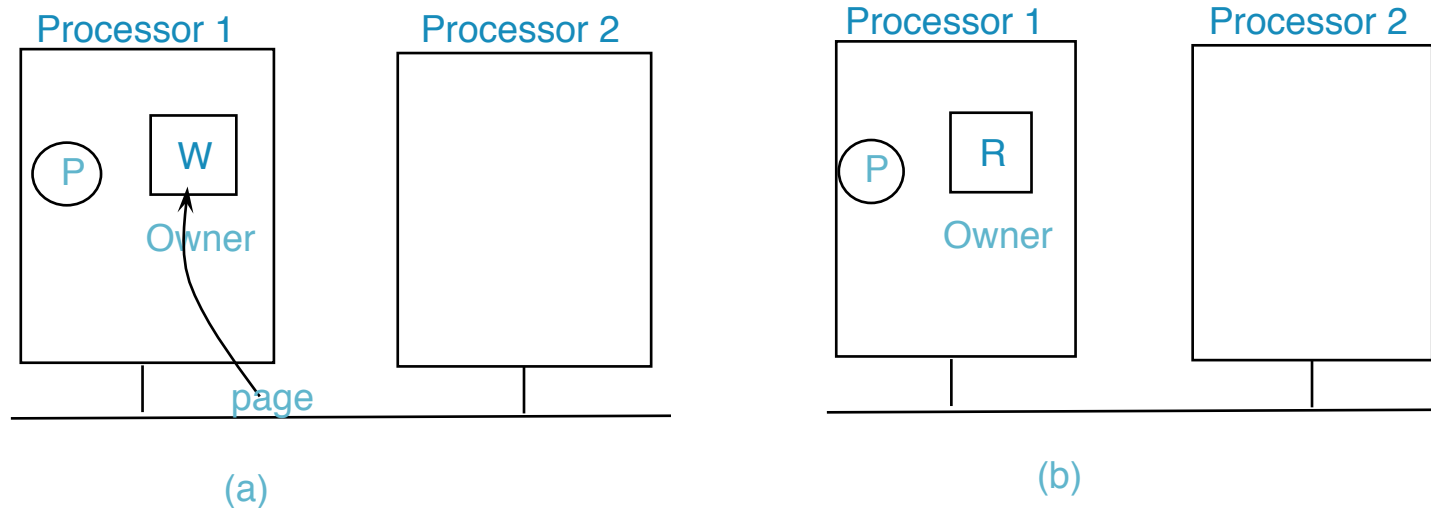 Processor 1
Processor 2
P
W
Owner
page
(a)
Processor 1
Processor 2
P
R
Owner
(b)